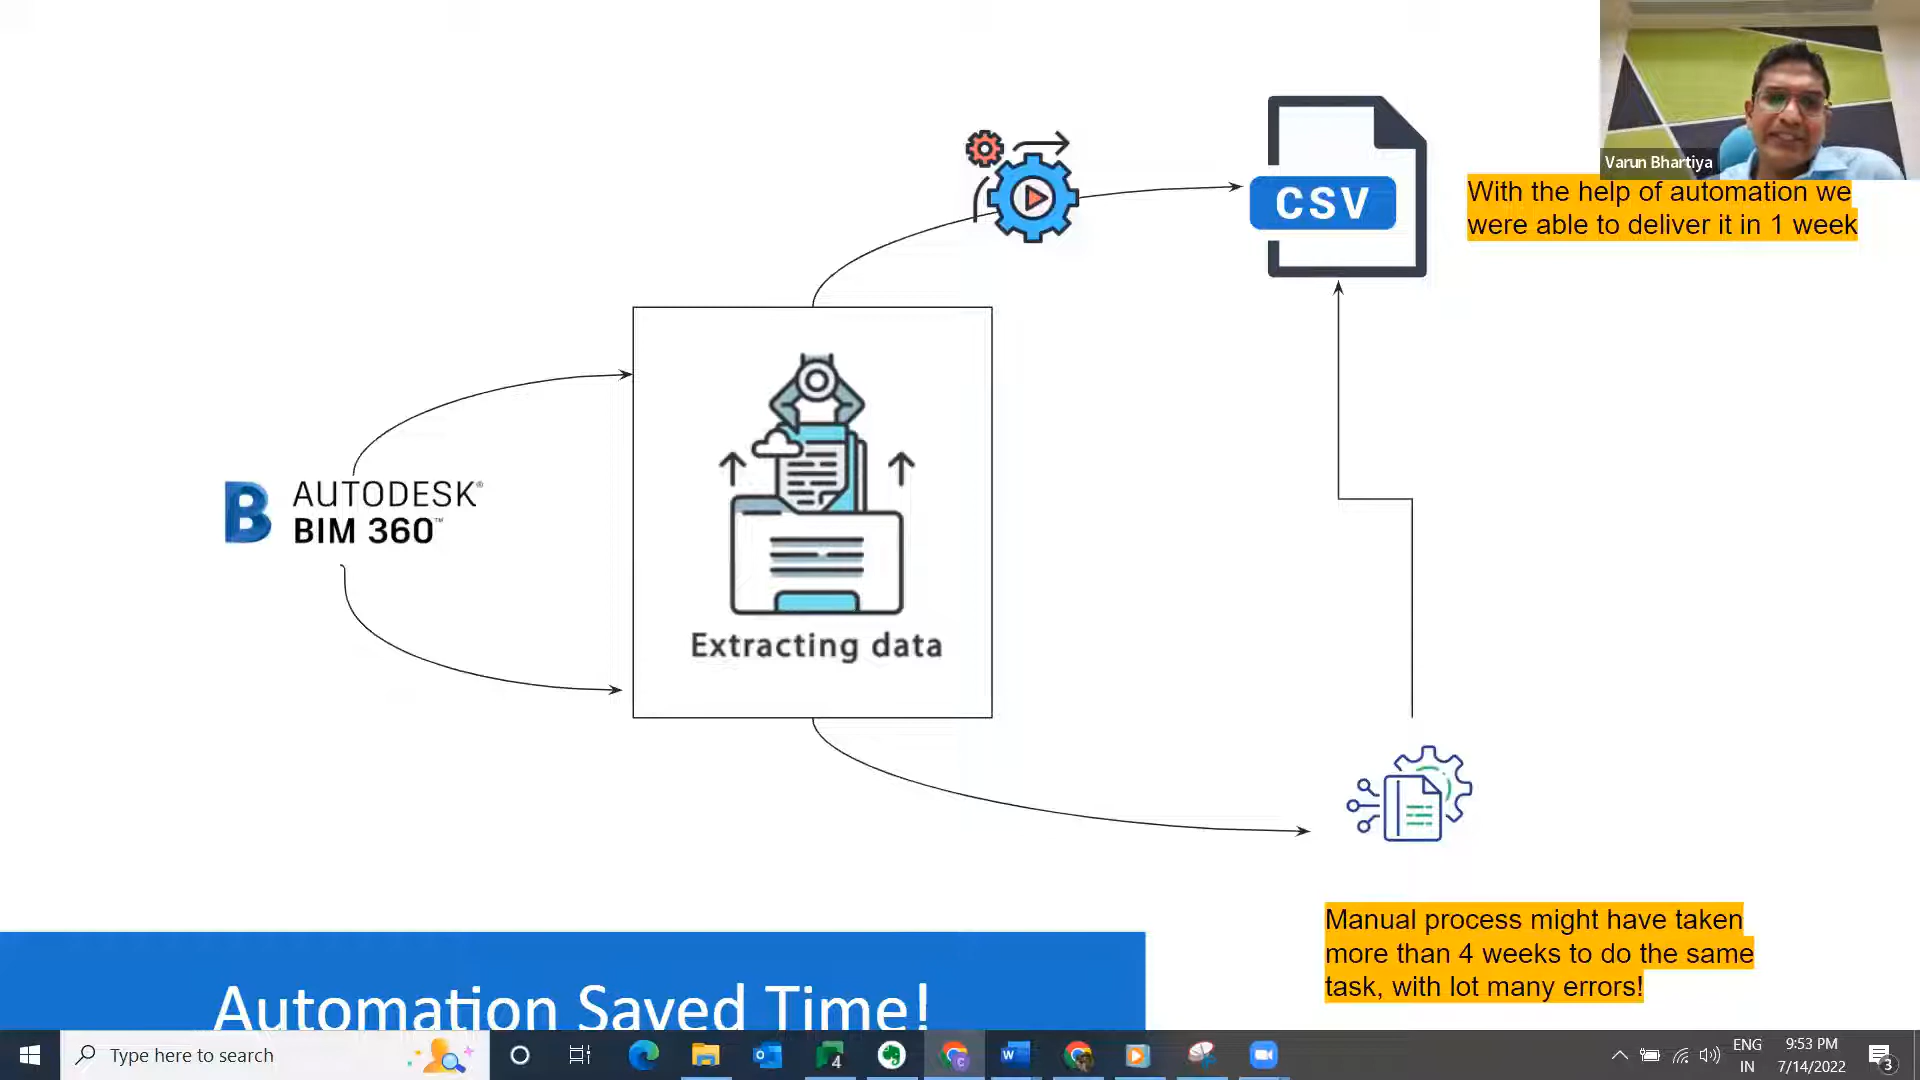 Varun Bhartiya
CSV
With the help of automation we
were able to deliver it in 1 week
AUTODESK®
BIM 360™
Extracting data
Manual process might have taken
more than 4 weeks to do the same
task, with lot many errors!
Automation Saved Time!
Type here to search
4
ENG
IN
9:53 PM
7/14/2022
3